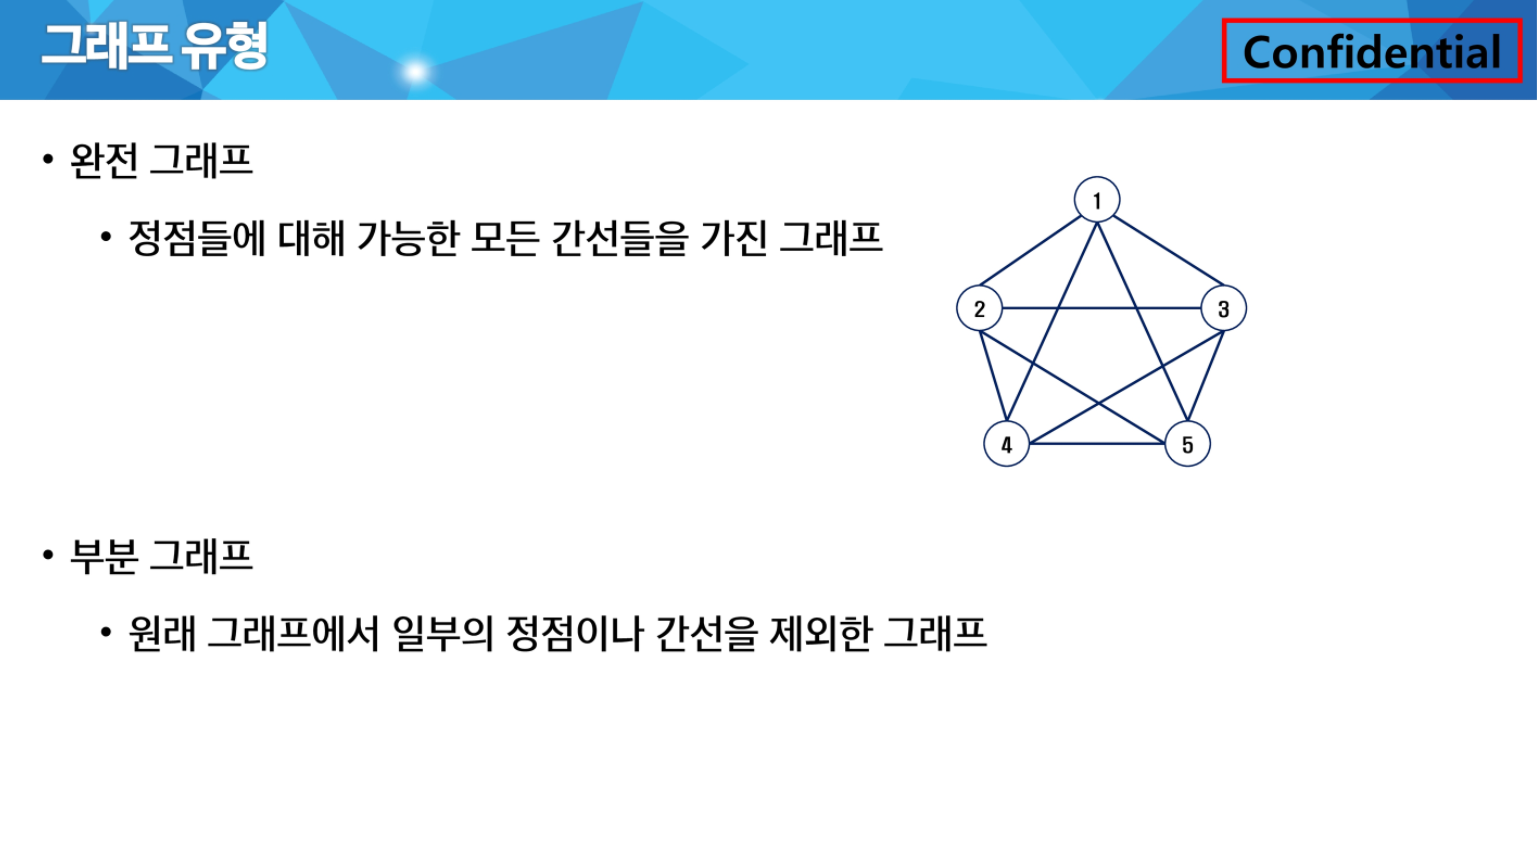 그래프 유형
Confidential
• 완전 그래프
• 정점들에 대해 가능한 모든 간선들을 가진 그래프
1
2
3
4
5
• 부분 그래프
• 원래 그래프에서 일부의 정점이나 간선을 제외한 그래프